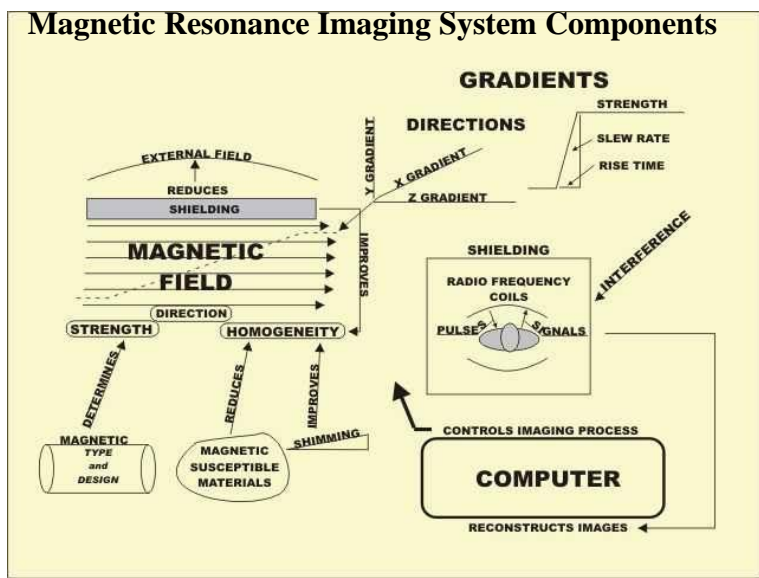 Magnetic Resonance Imaging System Components
GRADIENTS
STRENGTH
DIRECTIONS
SLEW RATE
RISE TIME
Y GRADIENT
X GRADIENT
Z GRADIENT
EXTERNAL FIELD
REDUCES
SHIELDING
IMPROVES
MAGNETIC
FIELD
DIRECTION
STRENGTH
HOMOGENEITY
DETERMINES
REDUCES
IMPROVES
MAGNETIC
TYPE
and
DESIGN
MAGNETIC
SUSCEPTIBLE
MATERIALS
SHIMMING
SHIELDING
INTERFERENCE
RADIO FREQUENCY
COILS
PULSES
SIGNALS
CONTROLS IMAGING PROCESS
COMPUTER
RECONSTRUCTS IMAGES